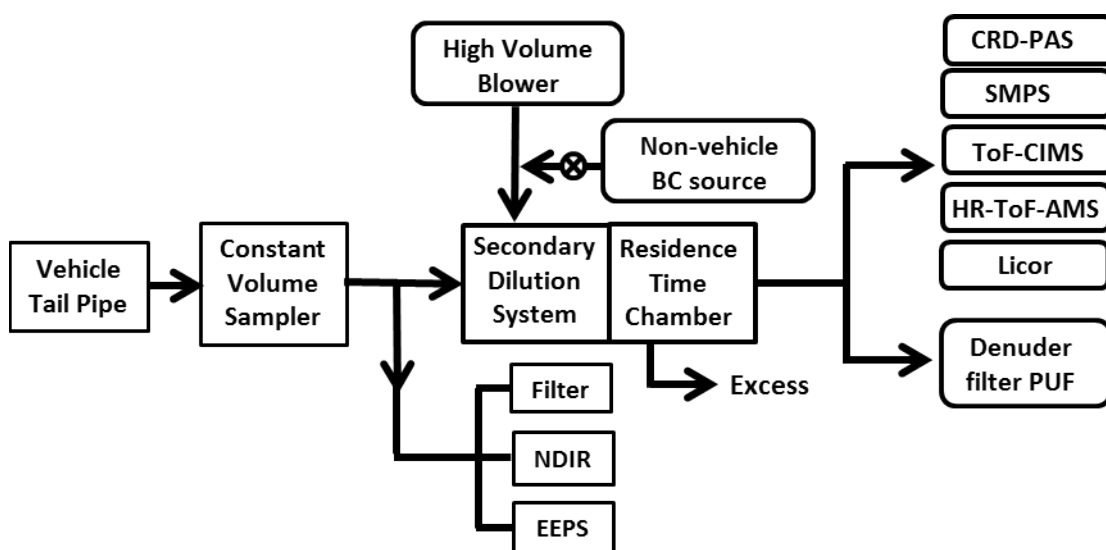 High Volume
Blower
CRD-PAS
SMPS
ToF-CIMS
HR-ToF-AMS
Licor
Non-vehicle
BC source
Vehicle
Tail Pipe
Constant
Volume
Sampler
Secondary
Dilution
System
Residence
Time
Chamber
Denuder
filter PUF
Excess
Filter
NDIR
EEPS